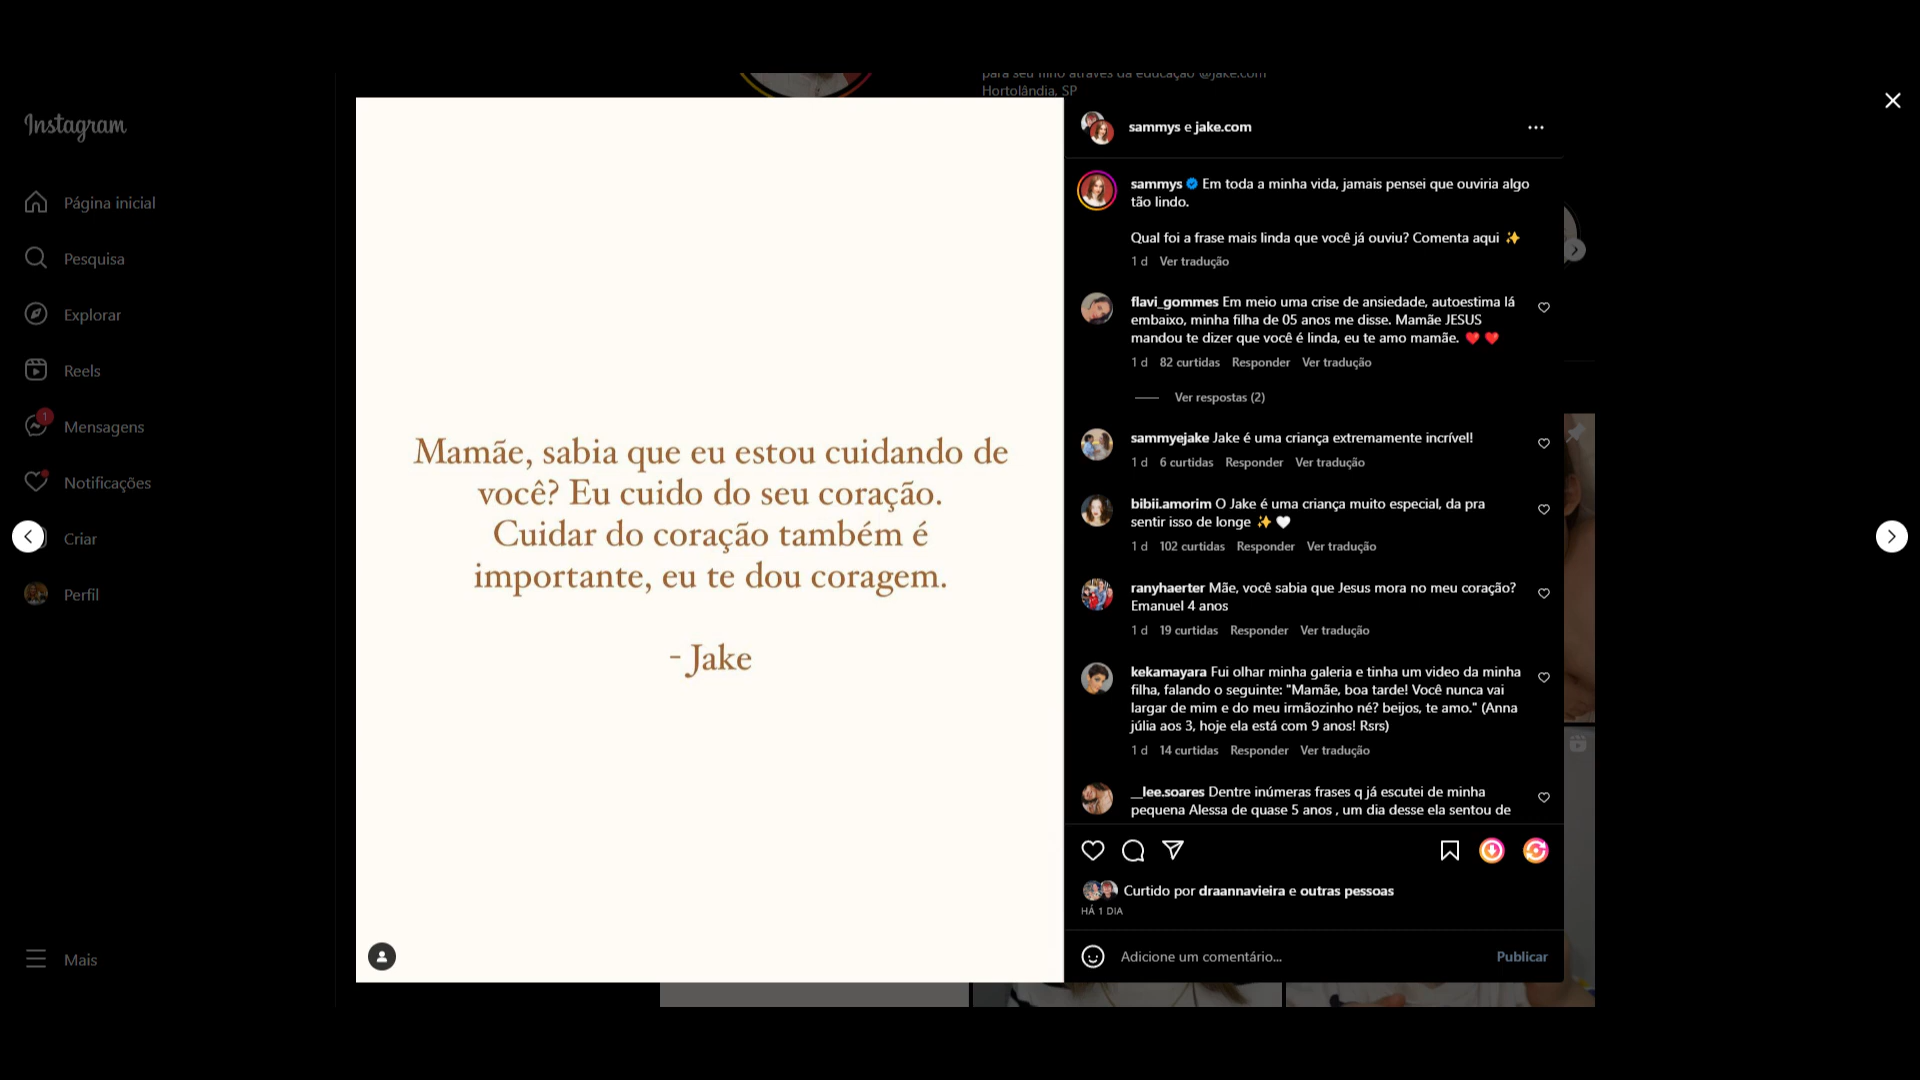 Instagram
Página inicial
Pesquisa
Explorar
Reels
1
Mensagens
Notificações
Criar
Perfil
Mais
para seu filho através da educação @jake.com
Hortolândia, SP
Mamãe, sabia que eu estou cuidando de
você? Eu cuido do seu coração.
Cuidar do coração também é
importante, eu te dou coragem.
- Jake
sammys e jake.com
sammys Em toda a minha vida, jamais pensei que ouviria algo
tão lindo.
Qual foi a frase mais linda que você já ouviu? Comenta aqui ✨
1 d Ver tradução
flavi_gommes Em meio uma crise de ansiedade, autoestima lá
embaixo, minha filha de 05 anos me disse. Mamãe JESUS
mandou te dizer que você é linda, eu te amo mamãe. ❤️ ❤️
1 d 82 curtidas Responder Ver tradução
Ver respostas (2)
sammyejake Jake é uma criança extremamente incrível!
1 d 6 curtidas Responder Ver tradução
bibii.amorim O Jake é uma criança muito especial, da pra
sentir isso de longe ✨ 🤍
1 d 102 curtidas Responder Ver tradução
ranyhaerter Mãe, você sabia que Jesus mora no meu coração?
Emanuel 4 anos
1 d 19 curtidas Responder Ver tradução
kekamayara Fui olhar minha galeria e tinha um video da minha
filha, falando o seguinte: "Mamãe, boa tarde! Você nunca vai
largar de mim e do meu irmãozinho né? beijos, te amo." (Anna
júlia aos 3, hoje ela está com 9 anos! Rsrs)
1 d 14 curtidas Responder Ver tradução
__lee.soares Dentre inúmeras frases q já escutei de minha
pequena Alessa de quase 5 anos , um dia desse ela sentou de
Curtido por draannavieira e outras pessoas
HÁ 1 DIA
Adicione um comentário...
Publicar